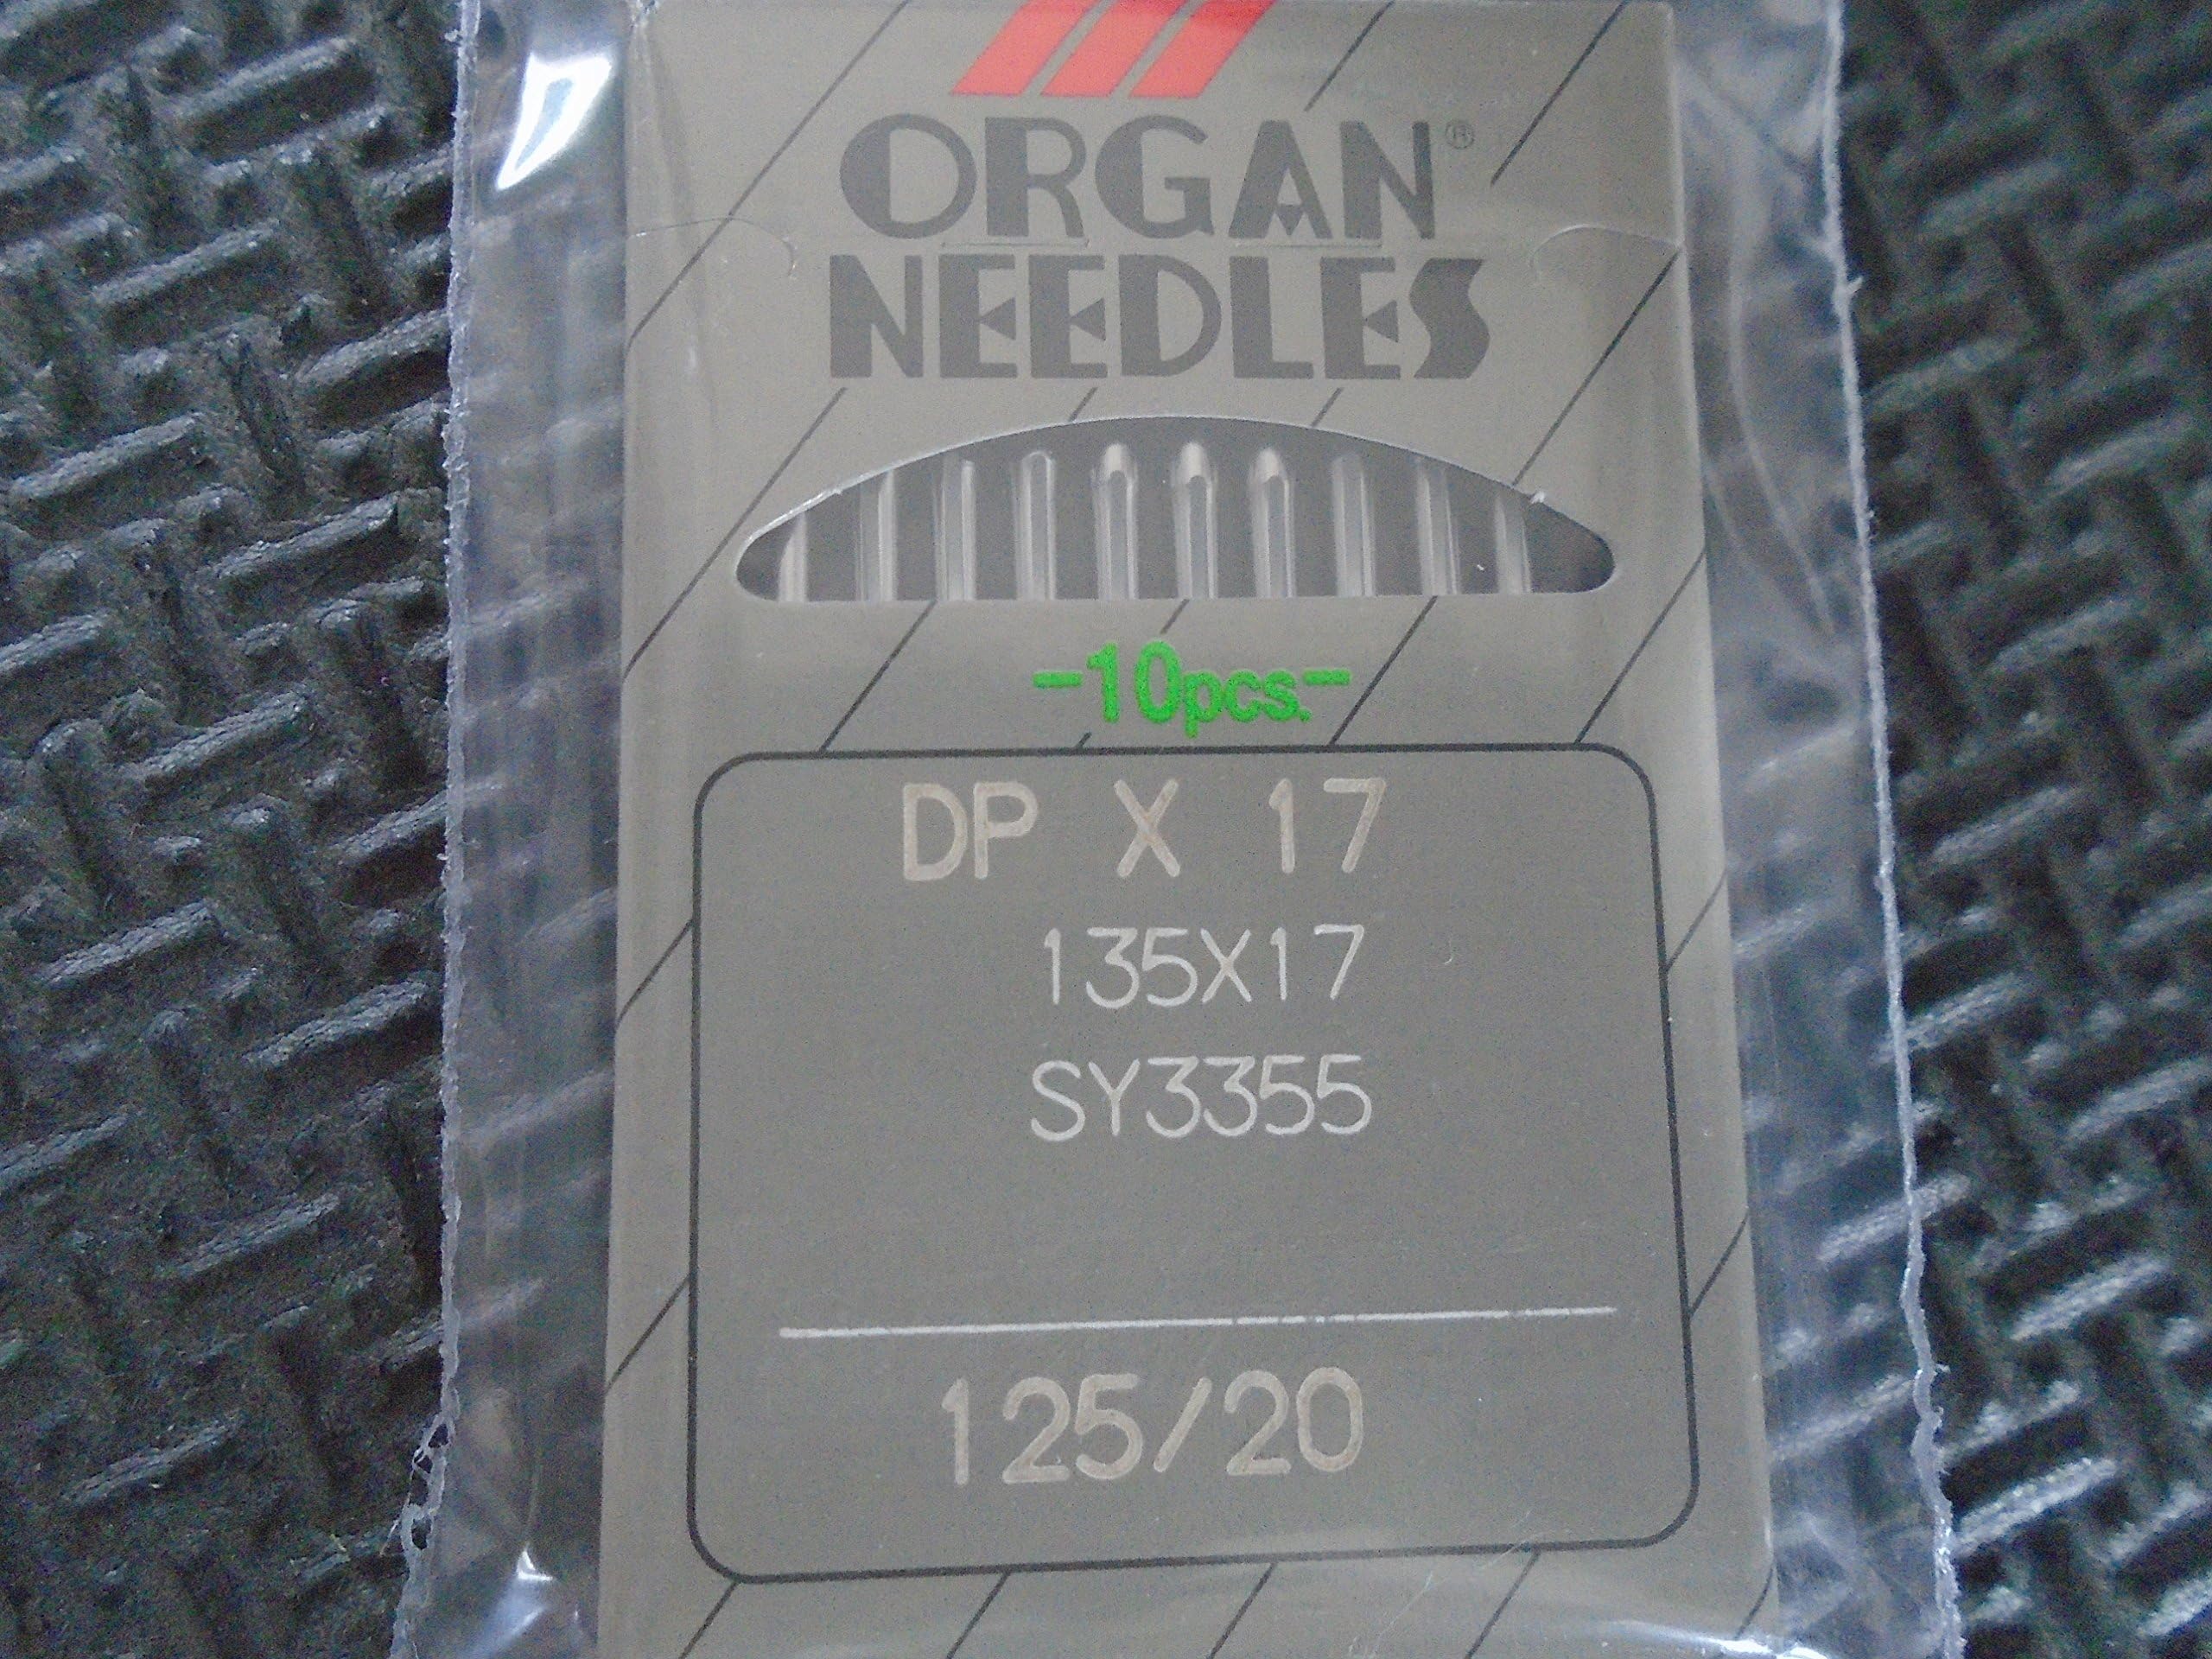 ORGAN®
NEEDLES
-10pcs.-
DP X 17
135X17
SY3355
125/20